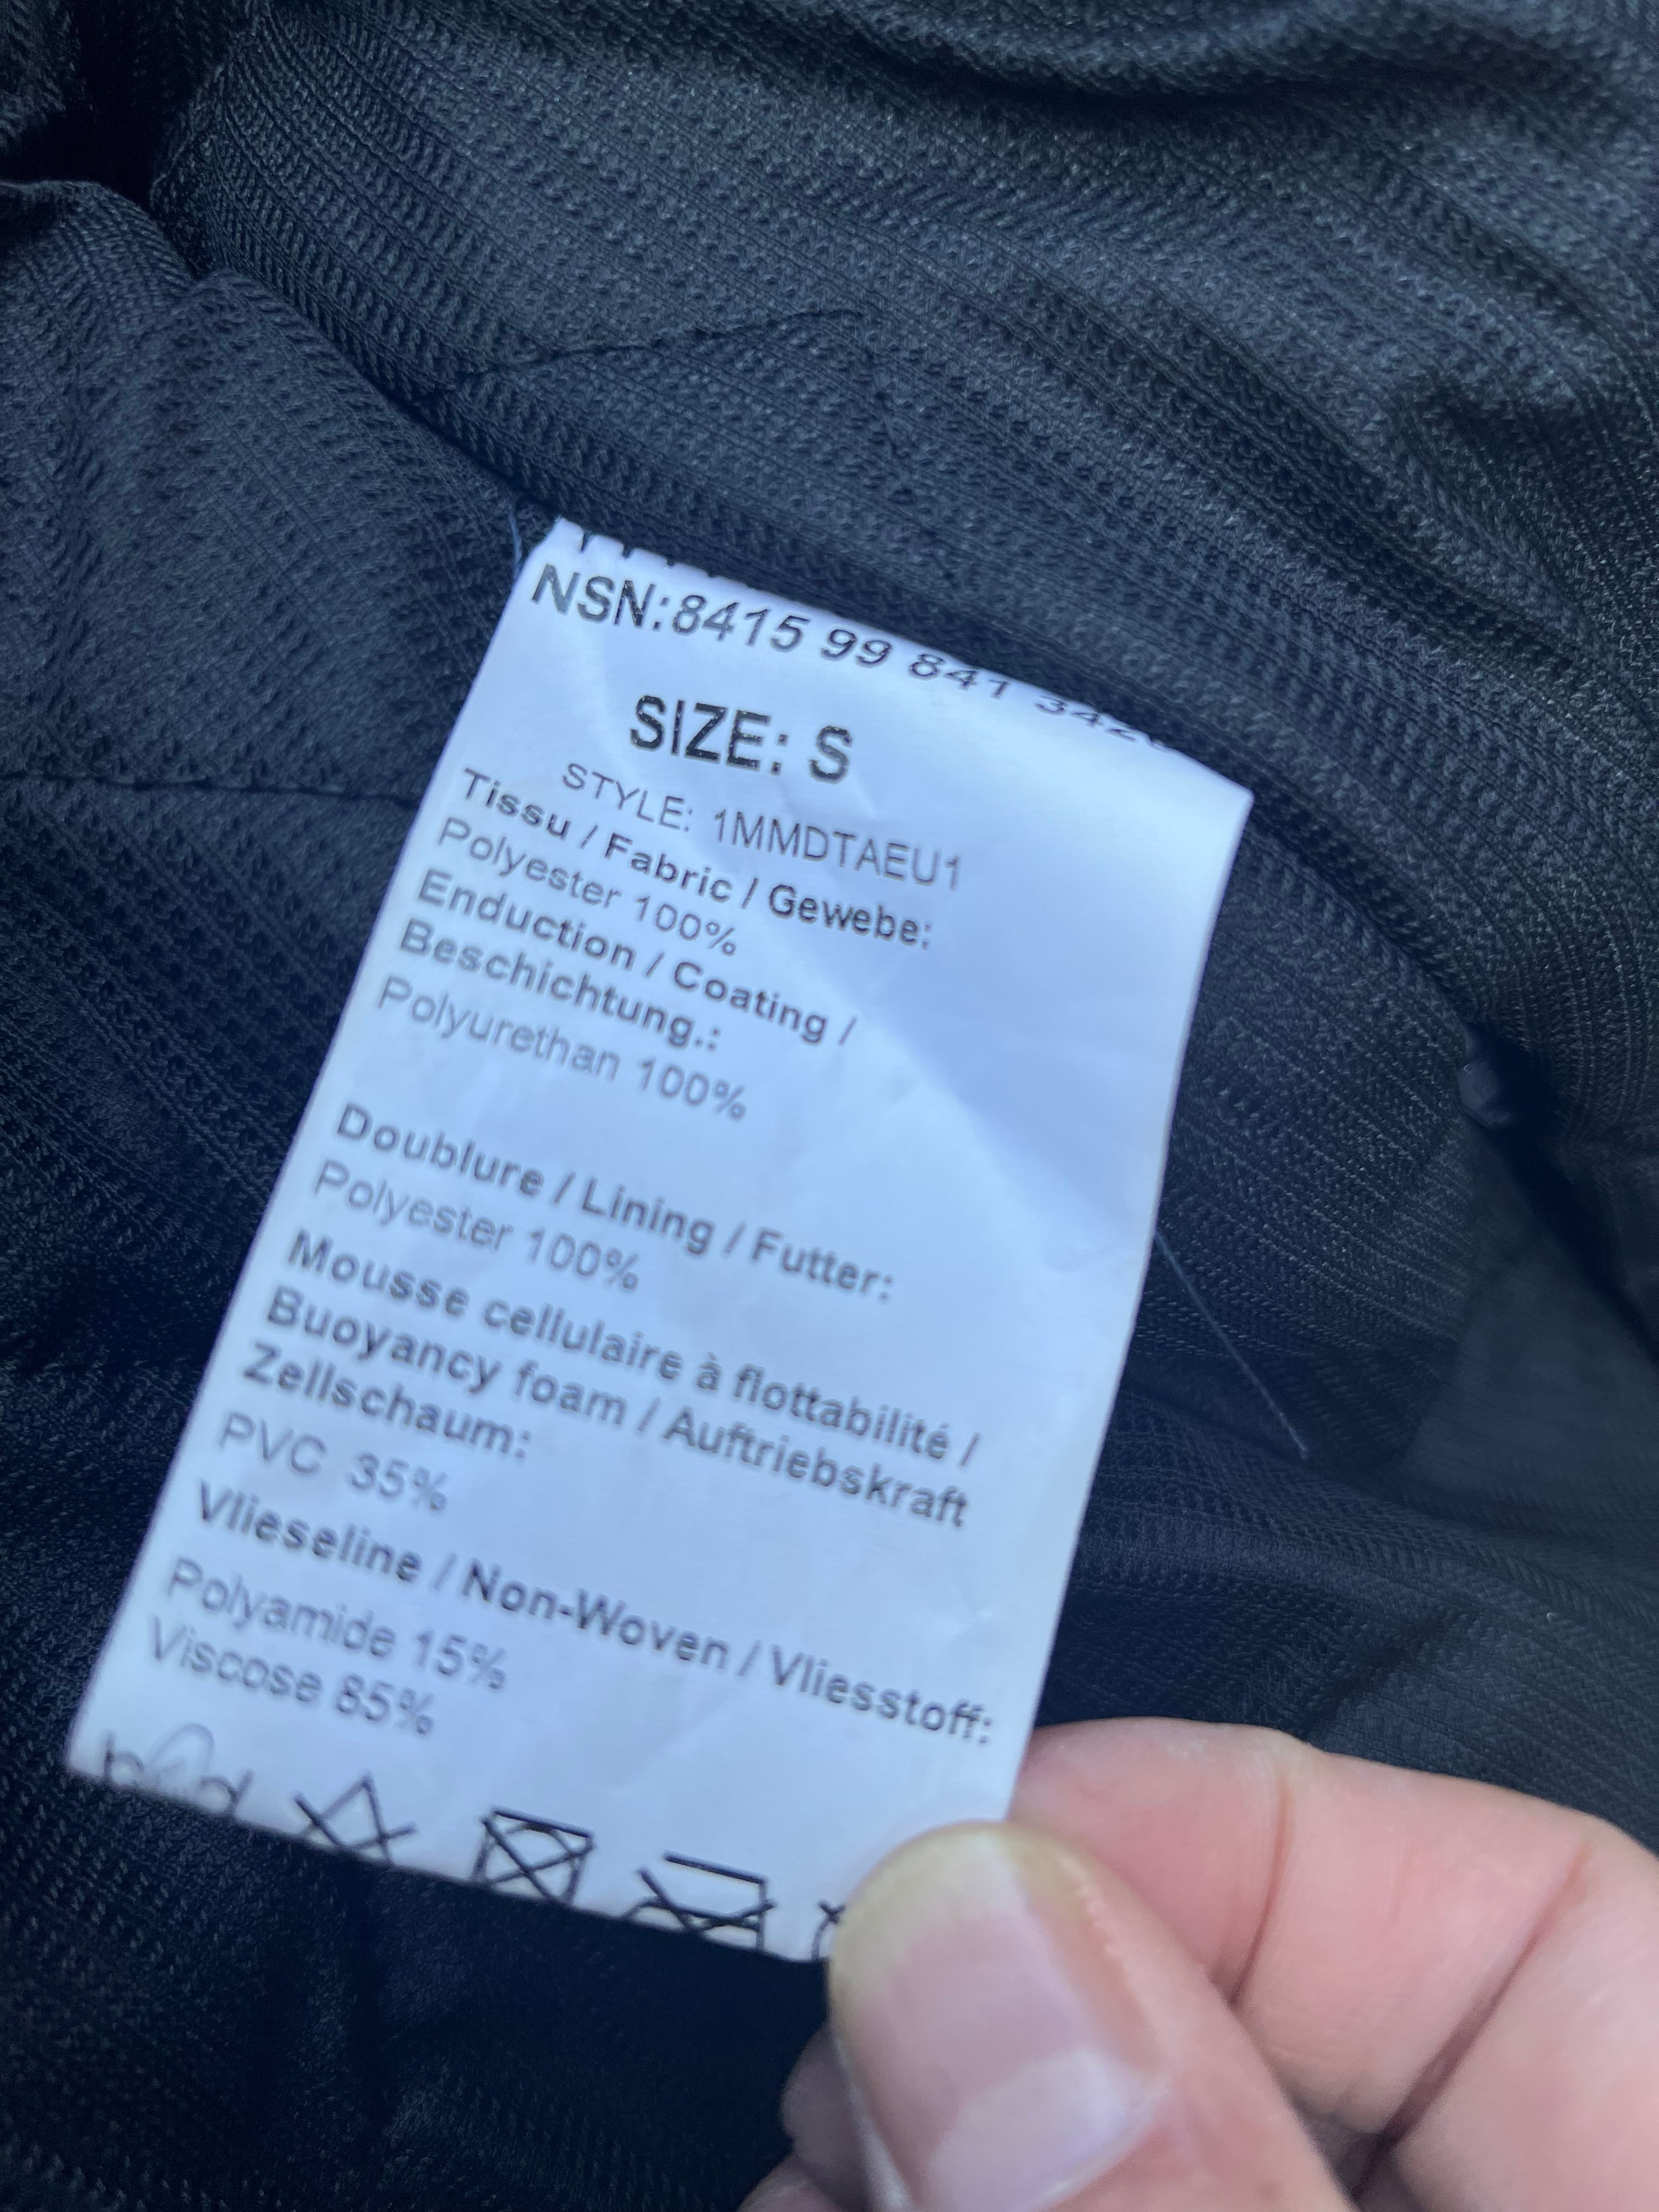 NSN:8415 99 841
SIZE: S
STYLE: 1MMDTAEU1
Tissu / Fabric / Gewebe:
Polyester 100%
Enduction / Coating /
Beschichtung.:
Polyurethan 100%
Doublure / Lining / Futter:
Polyester 100%
Mousse cellulaire à flottabilité /
Buoyancy foam / Auftriebskraft
Zellschaum:
PVC 35%
Vlieseline / Non-Woven / Vliesstoff:
Polyamide 15%
Viscose 85%